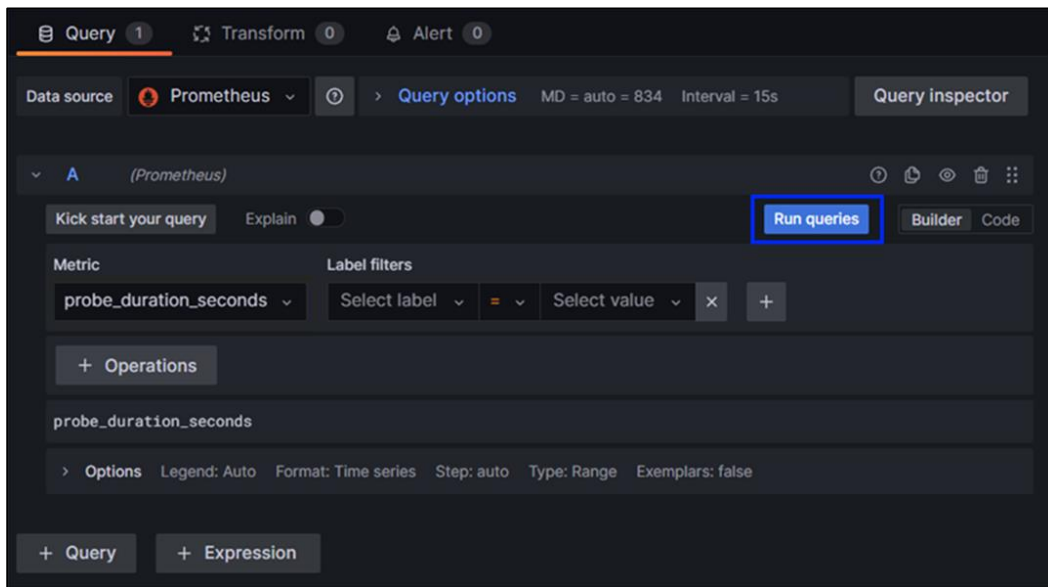 Query 1 Transform 0 Alert 0
Data source Prometheus Query options MD = auto = 834 Interval = 15s Query inspector
A (Prometheus)
Kick start your query Explain Run queries Builder Code
Metric Label filters
probe_duration_seconds Select label = Select value × +
+ Operations
probe_duration_seconds
> Options Legend: Auto Format: Time series Step: auto Type: Range Exemplars: false
+ Query + Expression